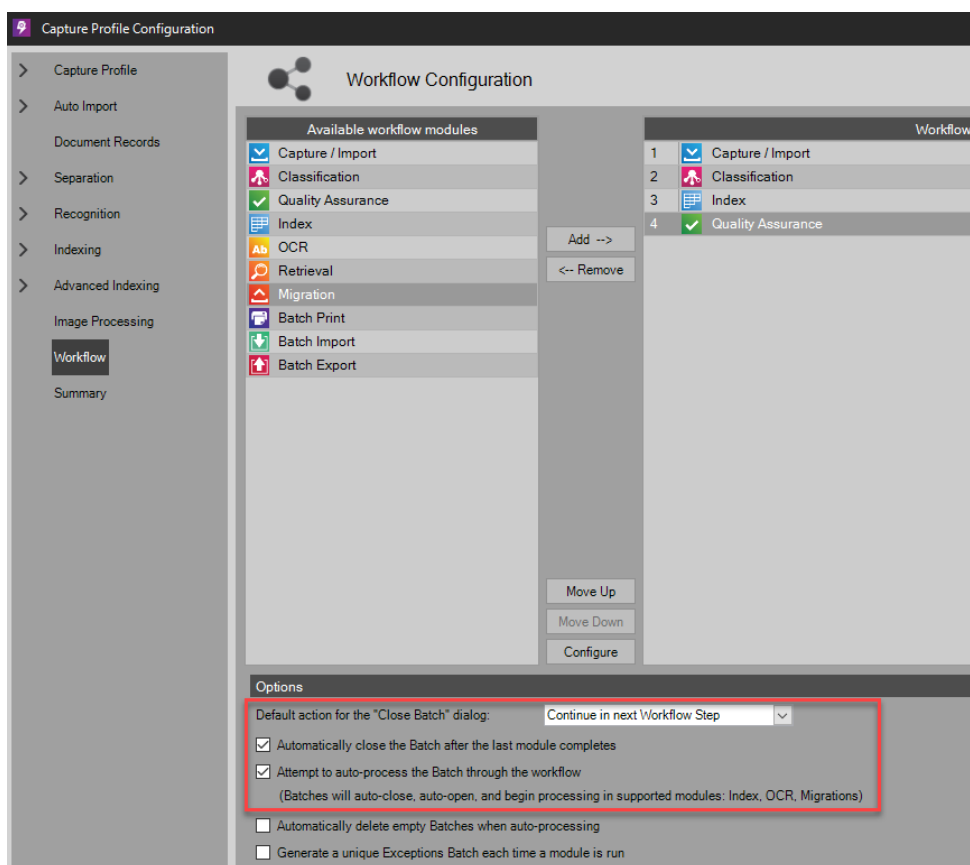 Capture Profile Configuration
Capture Profile
Auto Import
Document Records
Separation
Recognition
Indexing
Advanced Indexing
Image Processing
Workflow
Summary
Workflow Configuration
Available workflow modules
Capture / Import
Classification
Quality Assurance
Index
Ab OCR
Retrieval
Migration
Batch Print
Batch Import
Batch Export
Add -->
<-- Remove
Move Up
Move Down
Configure
Workflow
1 Capture / Import
2 Classification
3 Index
4 Quality Assurance
Options
Default action for the "Close Batch" dialog: Continue in next Workflow Step
Automatically close the Batch after the last module completes
Attempt to auto-process the Batch through the workflow
(Batches will auto-close, auto-open, and begin processing in supported modules: Index, OCR, Migrations)
Automatically delete empty Batches when auto-processing
Generate a unique Exceptions Batch each time a module is run